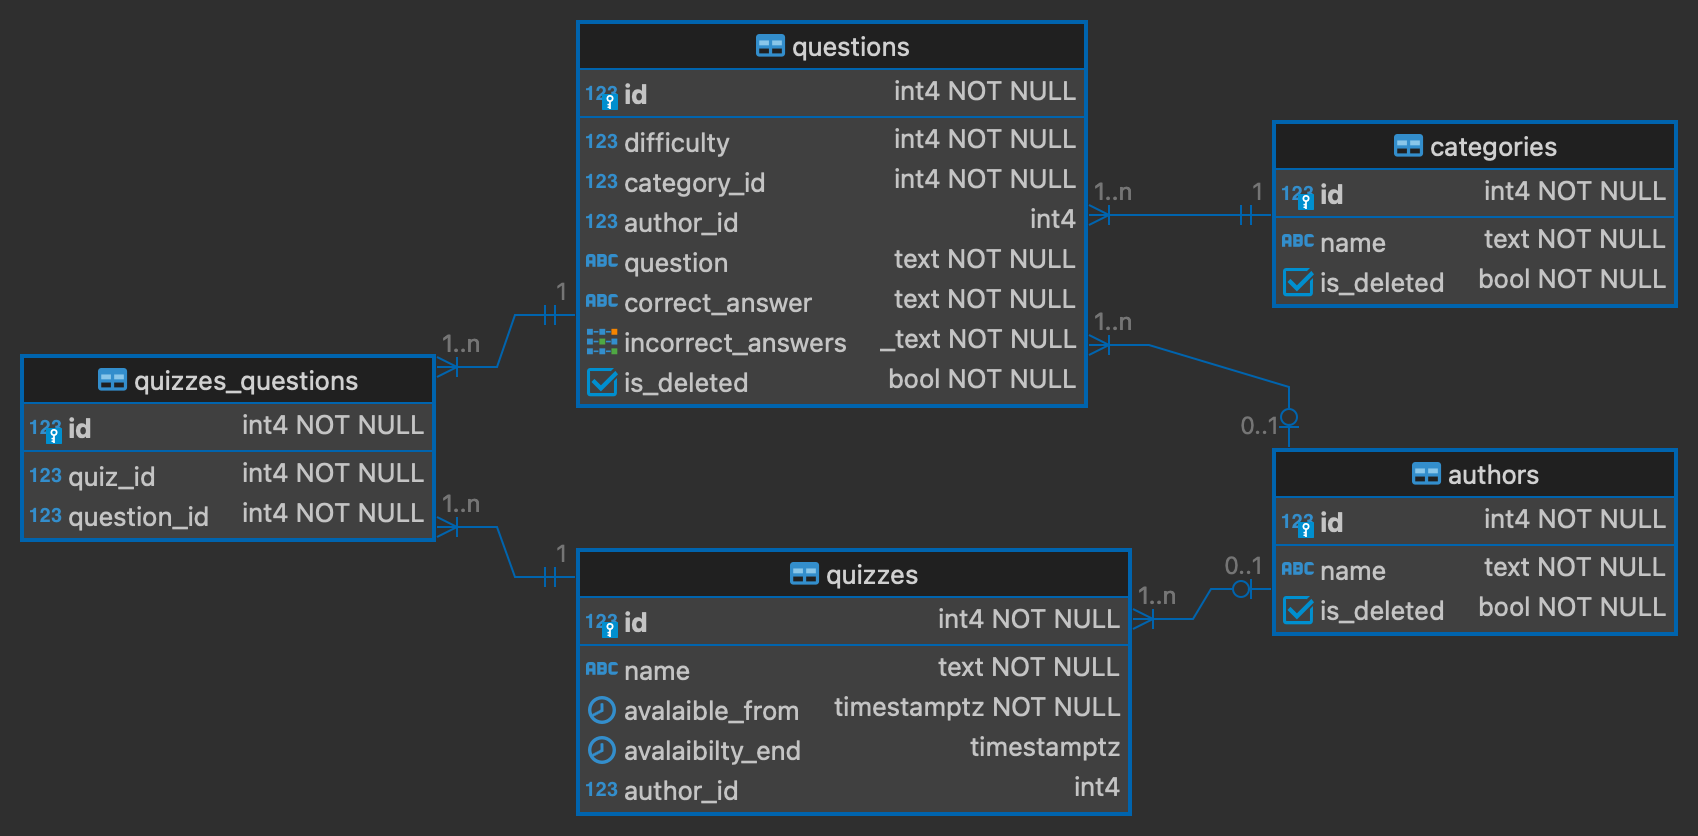 questions
123 id int4 NOT NULL
123 difficulty int4 NOT NULL
123 category_id int4 NOT NULL
123 author_id int4
ABC question text NOT NULL
ABC correct_answer text NOT NULL
incorrect_answers _text NOT NULL
is_deleted bool NOT NULL
1..n
1
categories
123 id int4 NOT NULL
ABC name text NOT NULL
is_deleted bool NOT NULL
1..n
0..1
1
1..n
quizzes_questions
123 id int4 NOT NULL
123 quiz_id int4 NOT NULL
123 question_id int4 NOT NULL
1..n
1
quizzes
123 id int4 NOT NULL
ABC name text NOT NULL
avalaible_from timestamptz NOT NULL
avalaibilty_end timestamptz
123 author_id int4
1..n
0..1
authors
123 id int4 NOT NULL
ABC name text NOT NULL
is_deleted bool NOT NULL